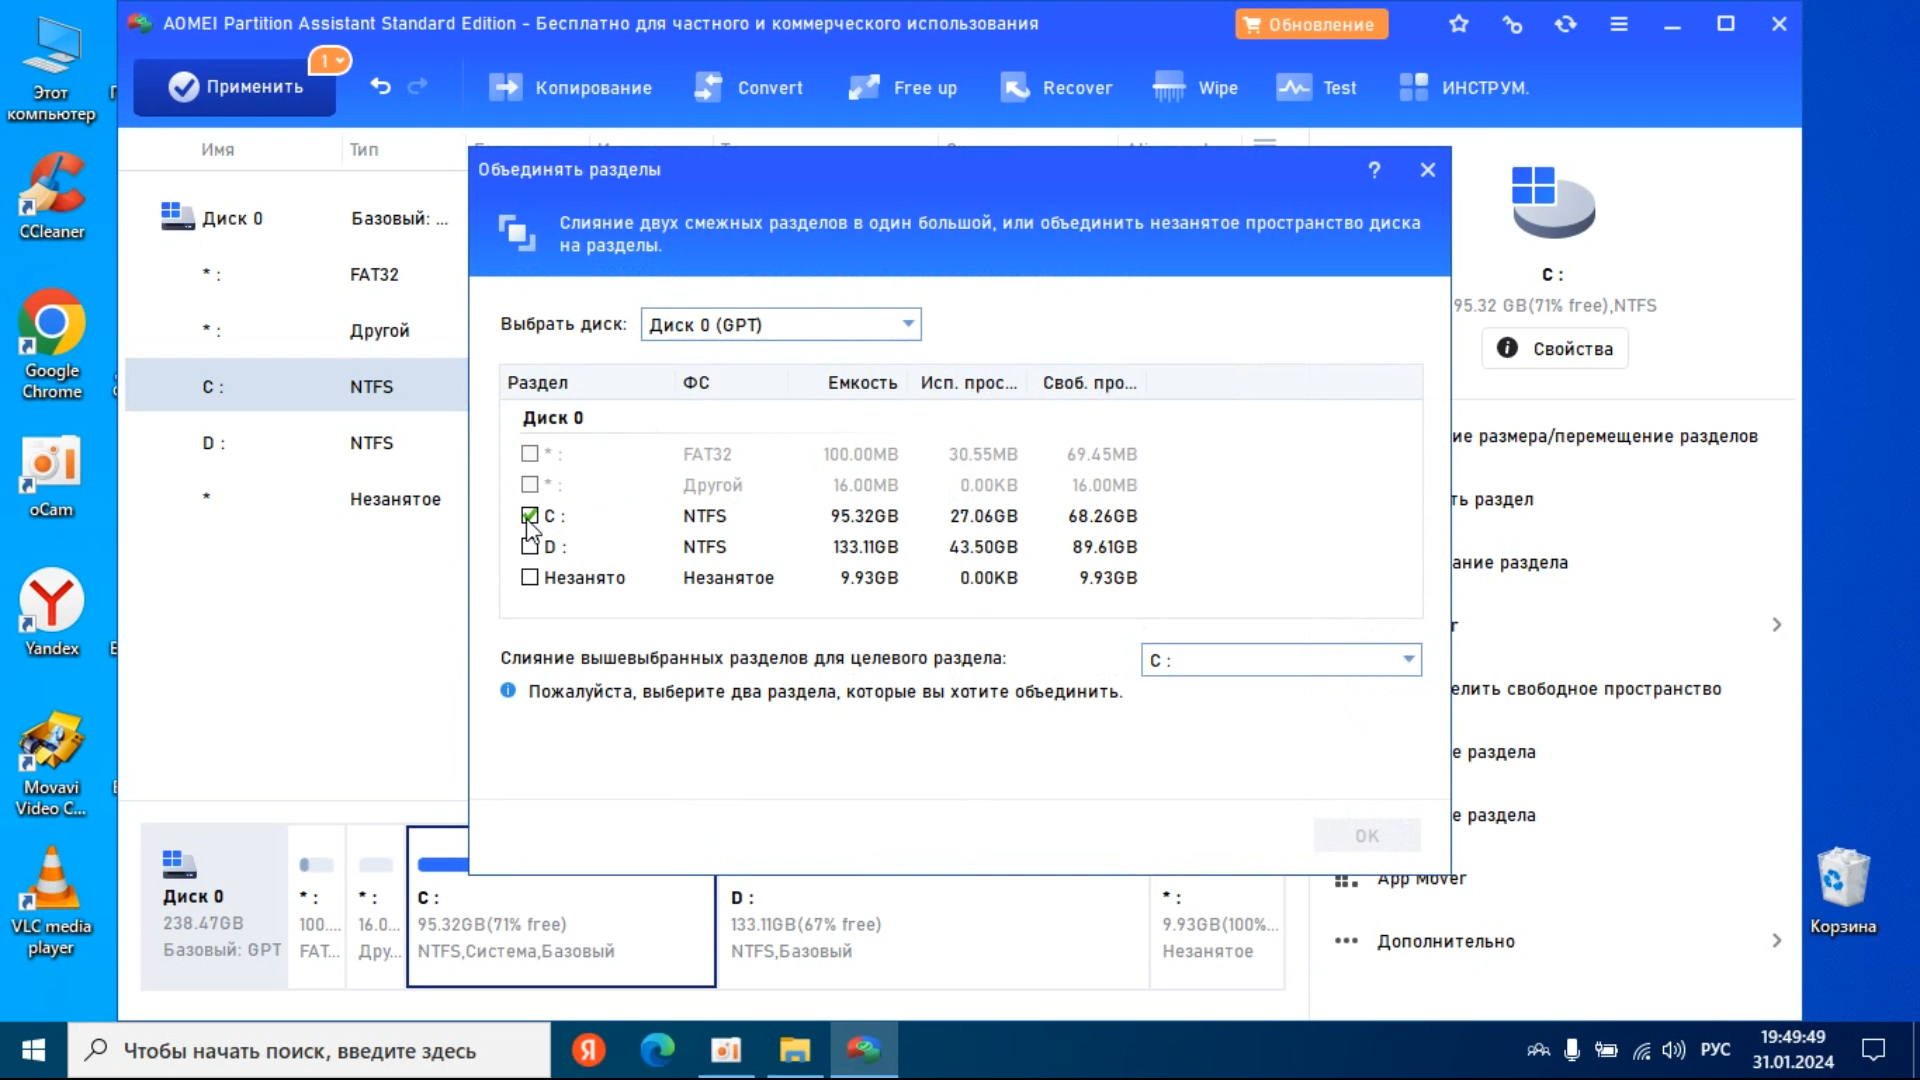 AOMEI Partition Assistant Standard Edition - Бесплатно для частного и коммерческого использования
Обновление
Применить
1
Копирование
Convert
Free up
Recover
Wipe
Test
ИНСТРУМ.
Этот
компьютер
CCleaner
Google
Chrome
oCam
Yandex
Movavi
Video C...
VLC media
player
Корзина
Имя
Тип
Диск 0
Базовый: ...
* :
FAT32
* :
Другой
C :
NTFS
D :
NTFS
*
Незанятое
Объединять разделы
?
Слияние двух смежных разделов в один большой, или объединить незанятое пространство диска
на разделы.
Выбрать диск:
Диск 0 (GPT)
Раздел ФС Емкость Исп. прос... Своб. про...
Диск 0
* : FAT32 100.00MB 30.55MB 69.45MB
* : Другой 16.00MB 0.00KB 16.00MB
C : NTFS 95.32GB 27.06GB 68.26GB
D : NTFS 133.11GB 43.50GB 89.61GB
Незанято Незанятое 9.93GB 0.00KB 9.93GB
Слияние вышевыбранных разделов для целевого раздела:
C :
Пожалуйста, выберите два раздела, которые вы хотите объединить.
OK
C :
95.32 GB(71% free),NTFS
Свойства
ие размера/перемещение разделов
ть раздел
ание раздела
елить свободное пространство
е раздела
е раздела
App Mover
Дополнительно
Диск 0
238.47GB
Базовый: GPT
* :
100....
FAT...
* :
16.0...
Дру...
C :
95.32GB(71% free)
NTFS,Система,Базовый
D :
133.11GB(67% free)
NTFS,Базовый
* :
9.93GB(100%...
Незанятое
Чтобы начать поиск, введите здесь
Я
РУС
19:49:49
31.01.2024